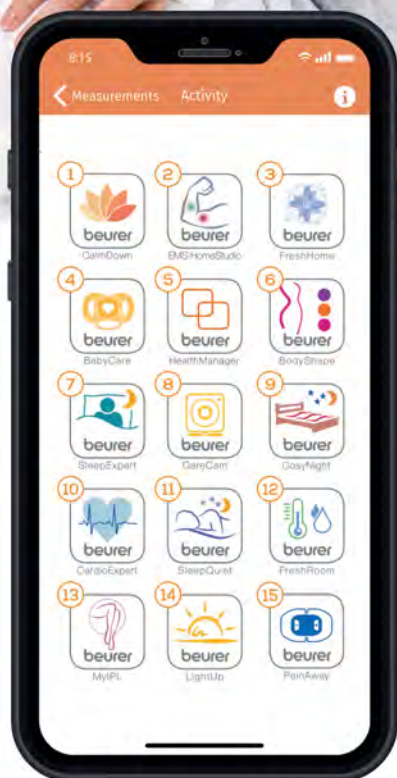 8:15
Measurements Activity i
1 2 3
beurer beurer beurer
CalmDown EMS HomeStudio FreshHome
4 5 6
beurer beurer beurer
BabyCare HealthManager BodyShape
7 8 9
beurer beurer beurer
SleepExpert CareCam CosyNight
10 11 12
beurer beurer beurer
CardioExpert SleepQuiet FreshRoom
13 14 15
beurer beurer beurer
MyIPL LightUp PainAway